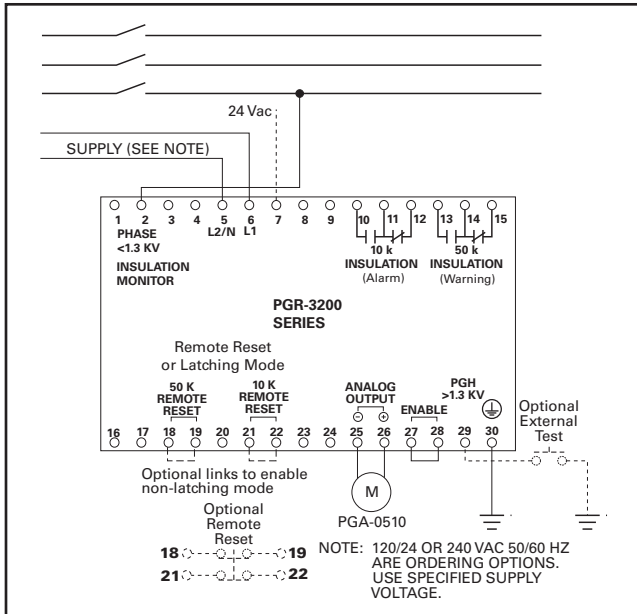 24 Vac
SUPPLY (SEE NOTE)
1 2 3 4 5 6 7 8 9 10 11 12 13 14 15
PHASE L2/N L1
<1.3 KV
10 k 50 k
INSULATION INSULATION INSULATION
MONITOR (Alarm) (Warning)
PGR-3200
SERIES
Remote Reset
or Latching Mode
50 K 10 K ANALOG PGH
REMOTE REMOTE OUTPUT >1.3 KV
RESET RESET ENABLE
⊖ ⊕
16 17 18 19 20 21 22 23 24 25 26 27 28 29 30
Optional
External
Test
Optional links to enable
non-latching mode
M
PGA-0510
Optional
Remote
Reset
18 19
21 22
NOTE: 120/24 OR 240 VAC 50/60 HZ
ARE ORDERING OPTIONS.
USE SPECIFIED SUPPLY
VOLTAGE.